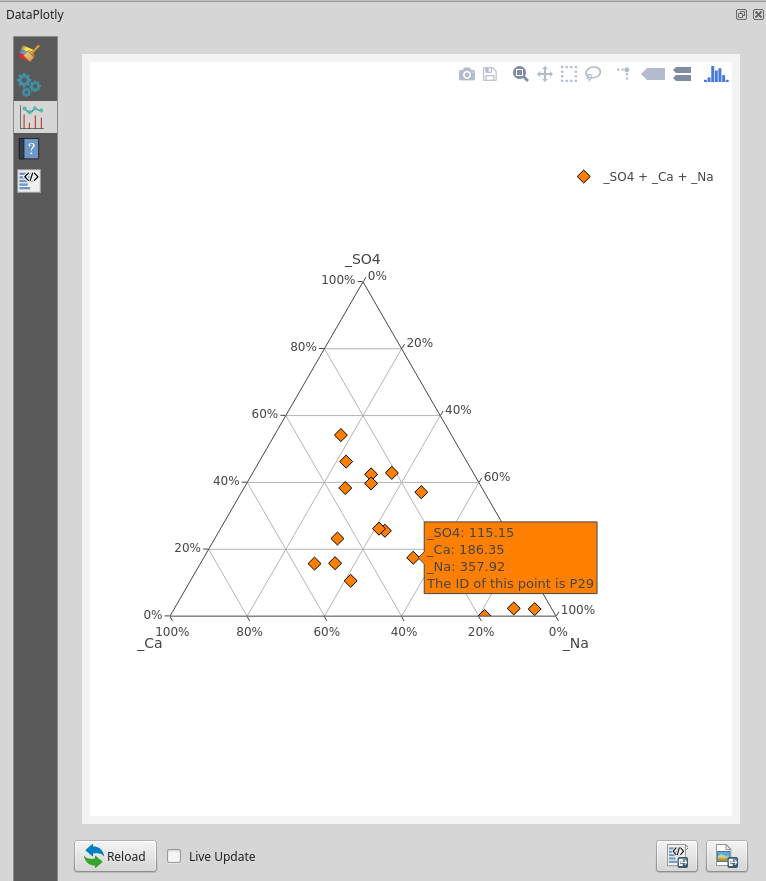 DataPlotly
_SO4 + _Ca + _Na
_SO4
100%
0%
80%
20%
60%
40%
40%
60%
_SO4: 115.15
_Ca: 186.35
_Na: 357.92
The ID of this point is P29
20%
0%
100%
100%
80%
60%
40%
20%
0%
_Ca
_Na
Reload
Live Update